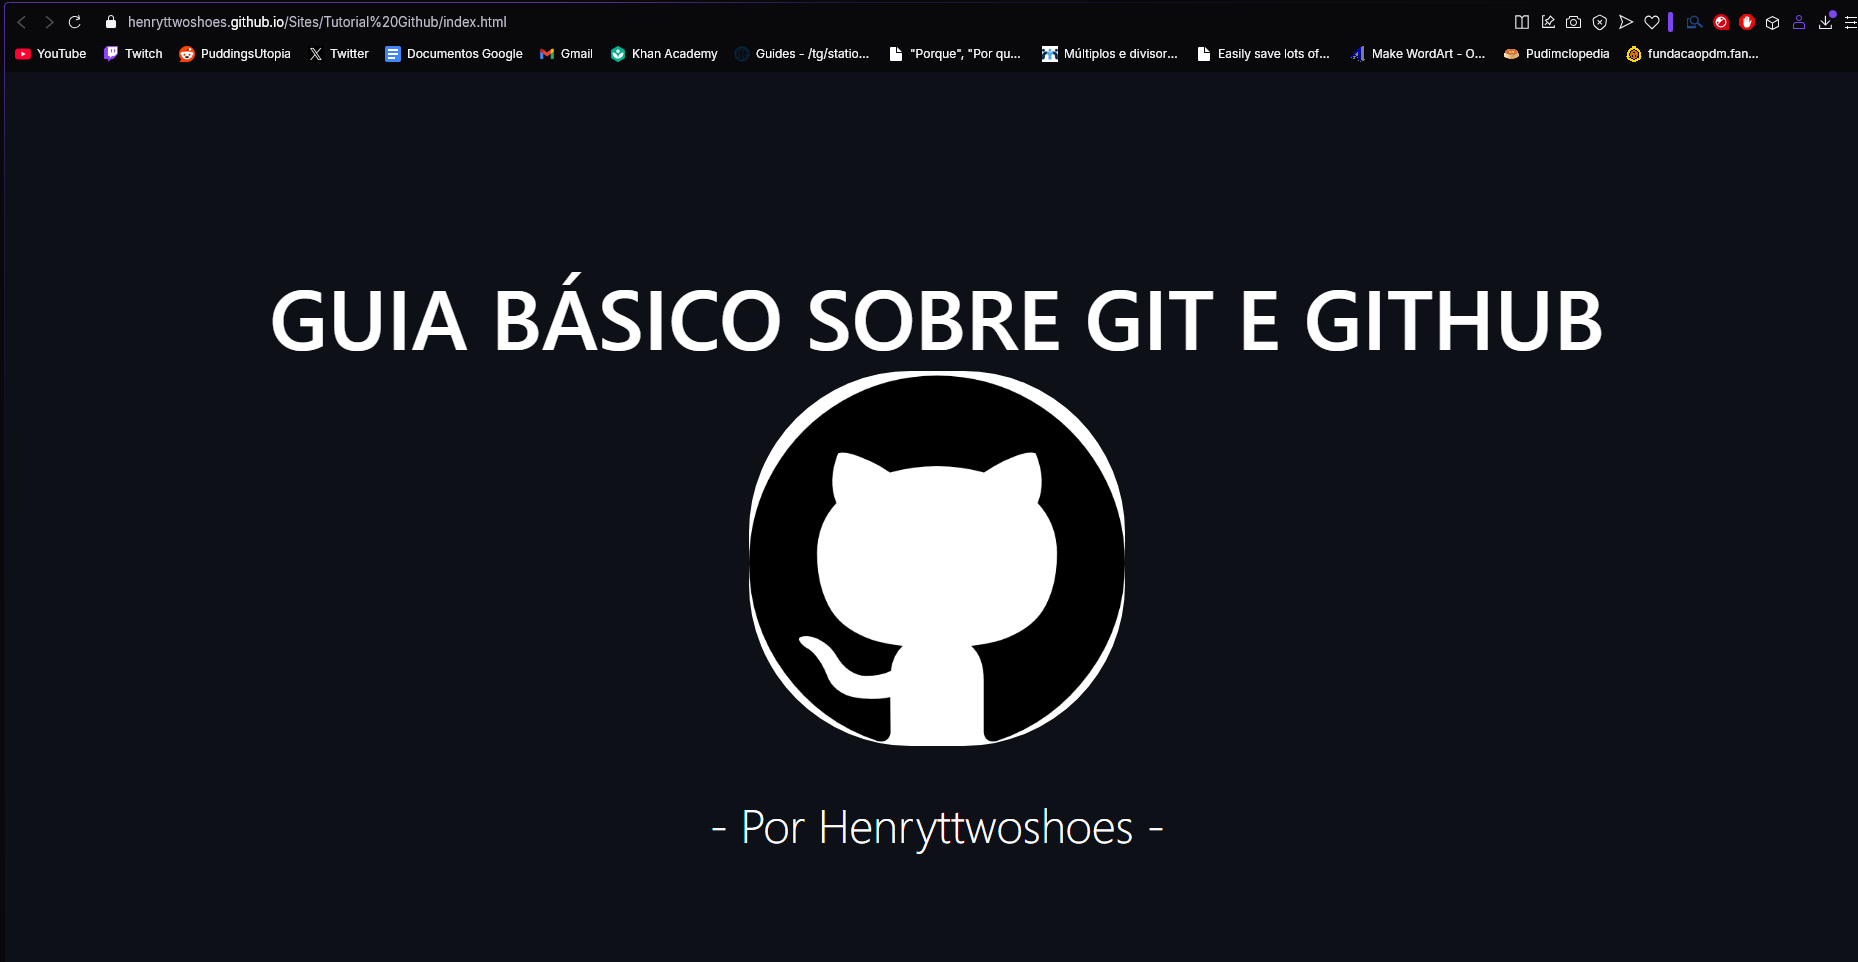 henryttwoshoes.github.io/Sites/Tutorial%20Github/index.html
YouTube Twitch PuddingsUtopia Twitter Documentos Google Gmail Khan Academy Guides - /tg/statio... "Porque", "Por qu... Múltiplos e divisor... Easily save lots of... Make WordArt - O... Pudimclopedia fundacaopdm.fan...
GUIA BÁSICO SOBRE GIT E GITHUB
- Por Henryttwoshoes -